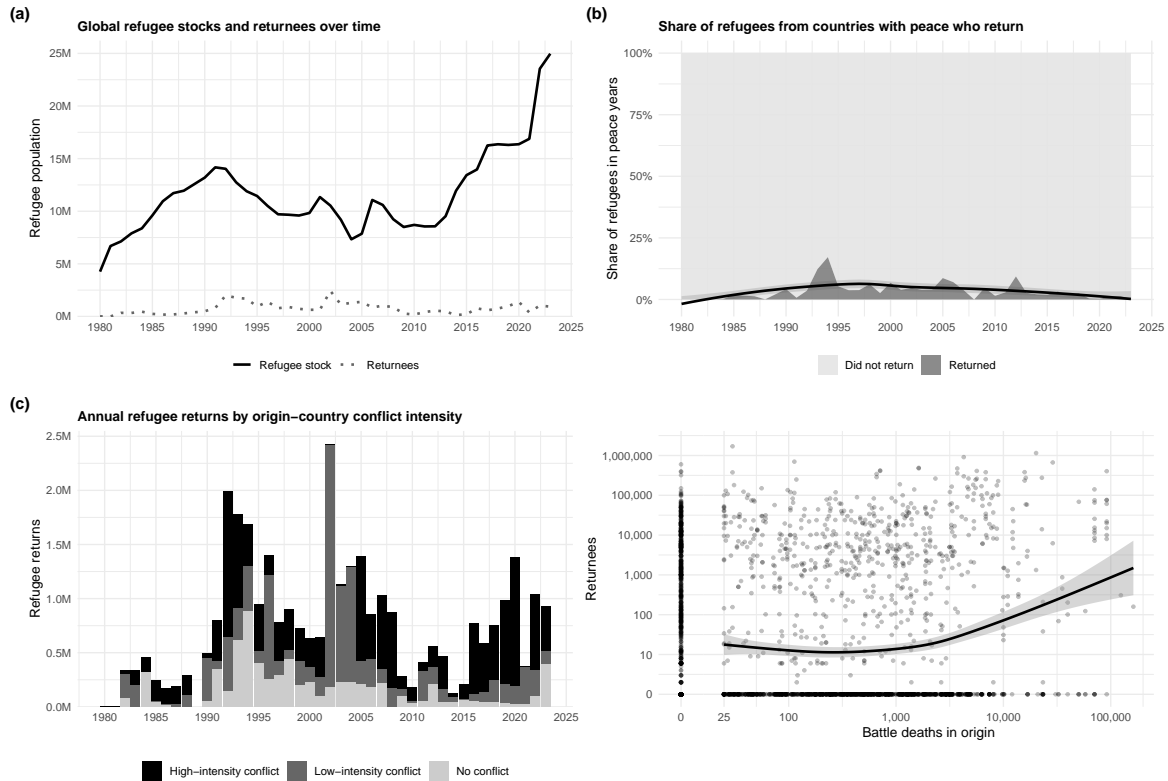 (a)
Global refugee stocks and returnees over time
25M
20M
15M
10M
5M
0M
Refugee population
1980 1985 1990 1995 2000 2005 2010 2015 2020 2025
Refugee stock Returnees
(b)
Share of refugees from countries with peace who return
100%
75%
50%
25%
0%
Share of refugees in peace years
1980 1985 1990 1995 2000 2005 2010 2015 2020 2025
Did not return Returned
(c)
Annual refugee returns by origin−country conflict intensity
2.5M
2.0M
1.5M
1.0M
0.5M
0.0M
Refugee returns
1980 1985 1990 1995 2000 2005 2010 2015 2020 2025
High−intensity conflict Low−intensity conflict No conflict
1,000,000
100,000
10,000
1,000
100
10
0
Returnees
0 25 100 1,000 10,000 100,000
Battle deaths in origin